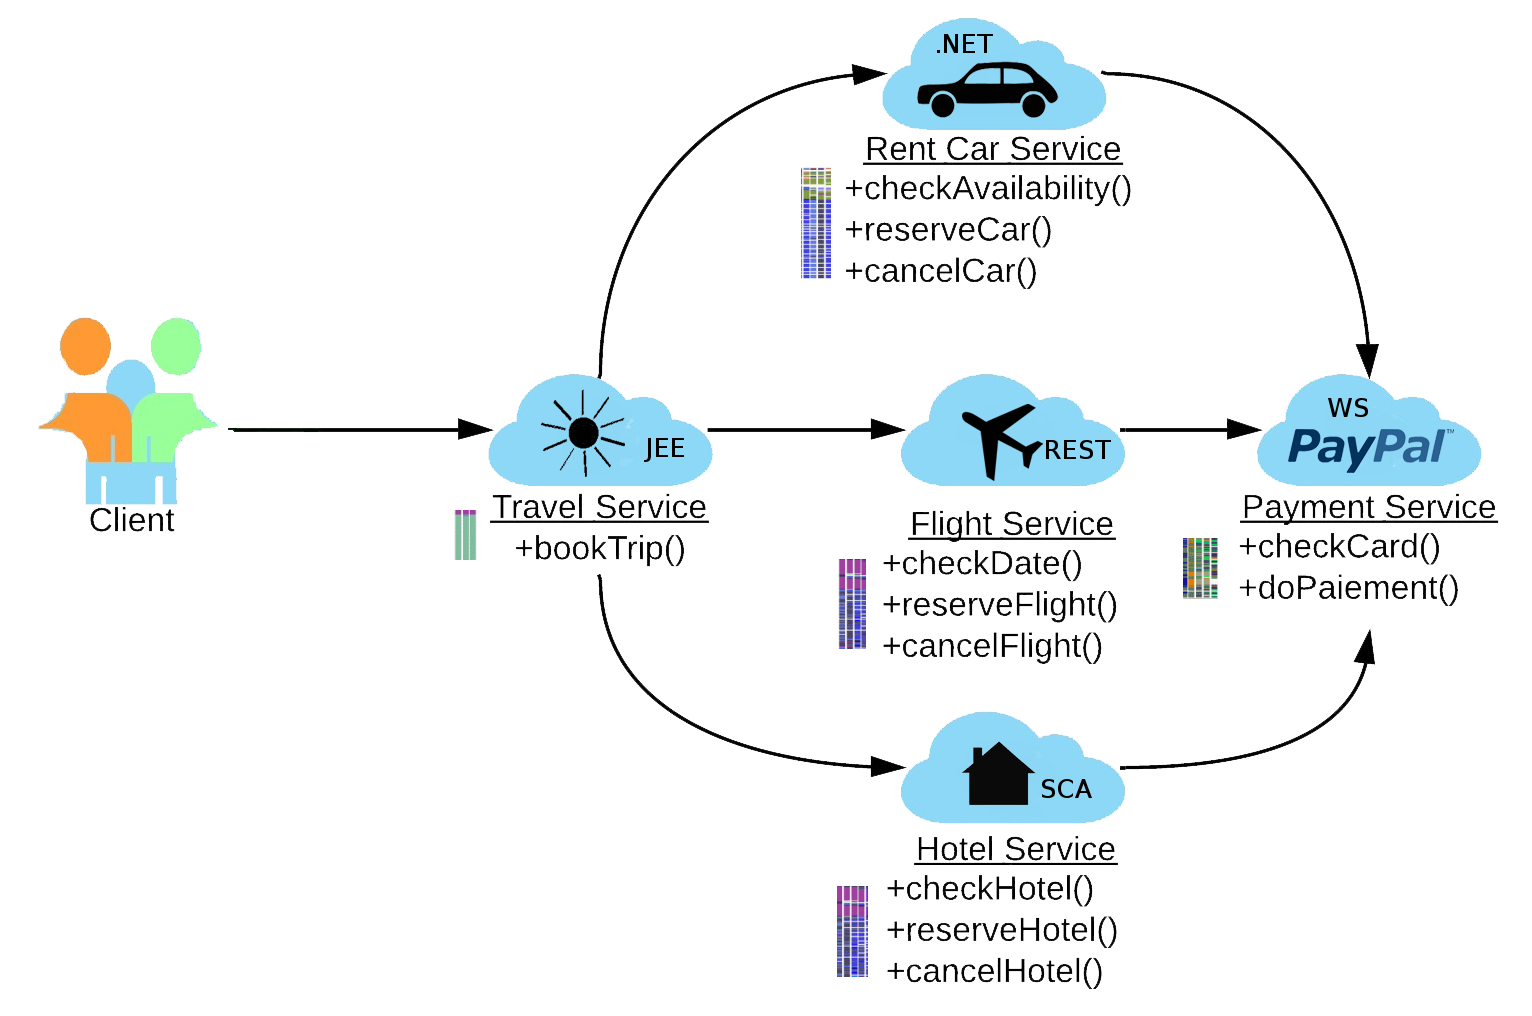 .NET
Rent Car Service
+checkAvailability()
+reserveCar()
+cancelCar()
Client
JEE
Travel Service
+bookTrip()
REST
Flight Service
+checkDate()
+reserveFlight()
+cancelFlight()
WS
PayPal™
Payment Service
+checkCard()
+doPaiement()
SCA
Hotel Service
+checkHotel()
+reserveHotel()
+cancelHotel()